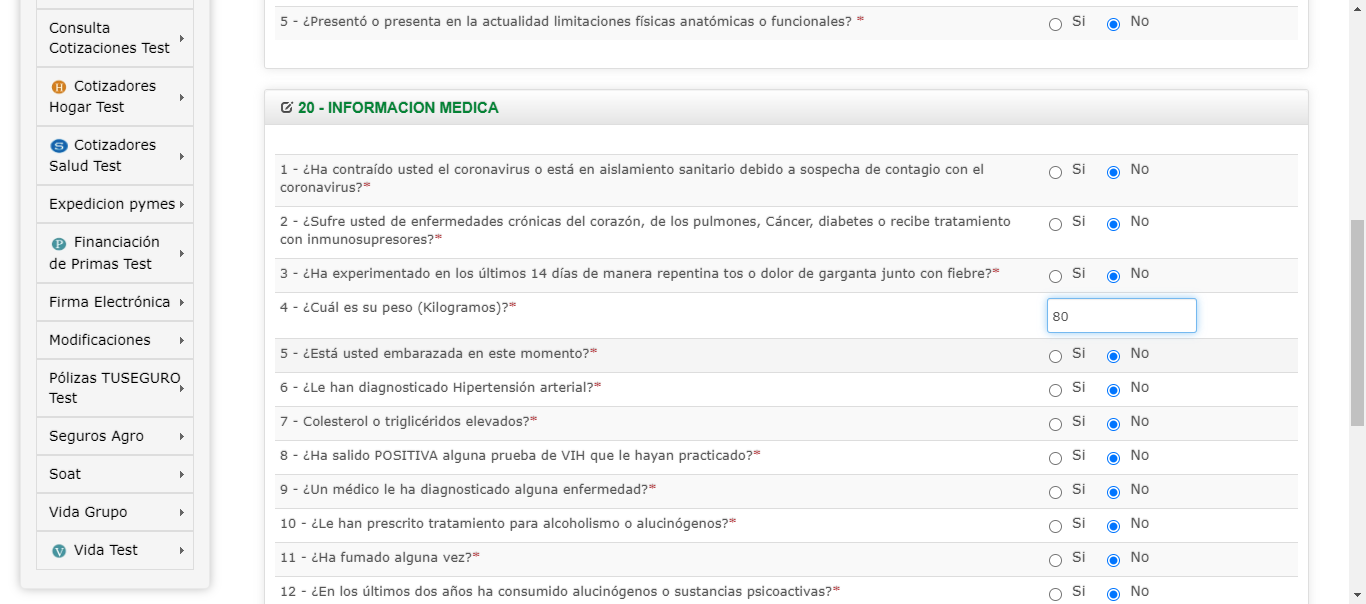 Consulta
Cotizaciones Test
H Cotizadores
Hogar Test
S Cotizadores
Salud Test
Expedicion pymes
P Financiación
de Primas Test
Firma Electrónica
Modificaciones
Pólizas TUSEGURO
Test
Seguros Agro
Soat
Vida Grupo
V Vida Test
5 - ¿Presentó o presenta en la actualidad limitaciones físicas anatómicas o funcionales? * Si No
20 - INFORMACION MEDICA
1 - ¿Ha contraído usted el coronavirus o está en aislamiento sanitario debido a sospecha de contagio con el Si No
coronavirus?*
2 - ¿Sufre usted de enfermedades crónicas del corazón, de los pulmones, Cáncer, diabetes o recibe tratamiento Si No
con inmunosupresores?*
3 - ¿Ha experimentado en los últimos 14 días de manera repentina tos o dolor de garganta junto con fiebre?* Si No
4 - ¿Cuál es su peso (Kilogramos)?* 80
5 - ¿Está usted embarazada en este momento?* Si No
6 - ¿Le han diagnosticado Hipertensión arterial?* Si No
7 - Colesterol o triglicéridos elevados?* Si No
8 - ¿Ha salido POSITIVA alguna prueba de VIH que le hayan practicado?* Si No
9 - ¿Un médico le ha diagnosticado alguna enfermedad?* Si No
10 - ¿Le han prescrito tratamiento para alcoholismo o alucinógenos?* Si No
11 - ¿Ha fumado alguna vez?* Si No
12 - ¿En los últimos dos años ha consumido alucinógenos o sustancias psicoactivas?* Si No